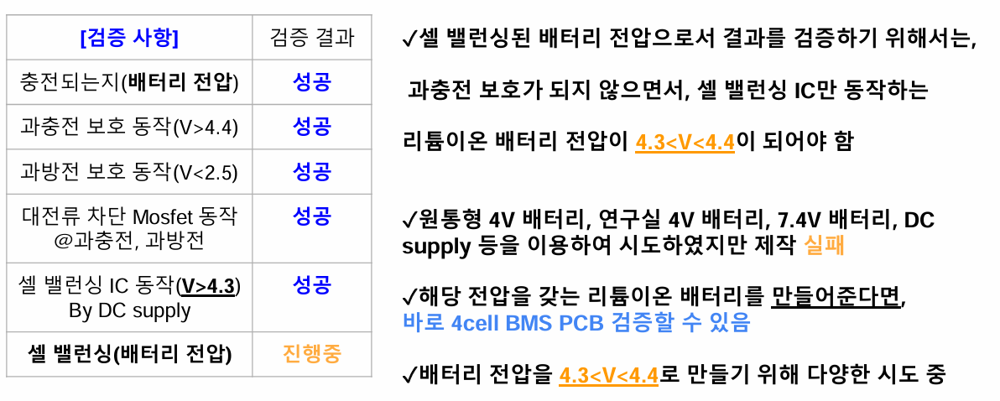 [검증 사항] 검증 결과
충전되는지(배터리 전압) 성공
과충전 보호 동작(V>4.4) 성공
과방전 보호 동작(V<2.5) 성공
대전류 차단 Mosfet 동작 성공
@과충전, 과방전
셀 밸런싱 IC 동작(V>4.3) 성공
By DC supply
셀 밸런싱(배터리 전압) 진행중
✓셀 밸런싱된 배터리 전압으로서 결과를 검증하기 위해서는,
과충전 보호가 되지 않으면서, 셀 밸런싱 IC만 동작하는
리튬이온 배터리 전압이 4.3<V<4.4이 되어야 함
✓원통형 4V 배터리, 연구실 4V 배터리, 7.4V 배터리, DC
supply 등을 이용하여 시도하였지만 제작 실패
✓해당 전압을 갖는 리튬이온 배터리를 만들어준다면,
바로 4cell BMS PCB 검증할 수 있음
✓배터리 전압을 4.3<V<4.4로 만들기 위해 다양한 시도 중